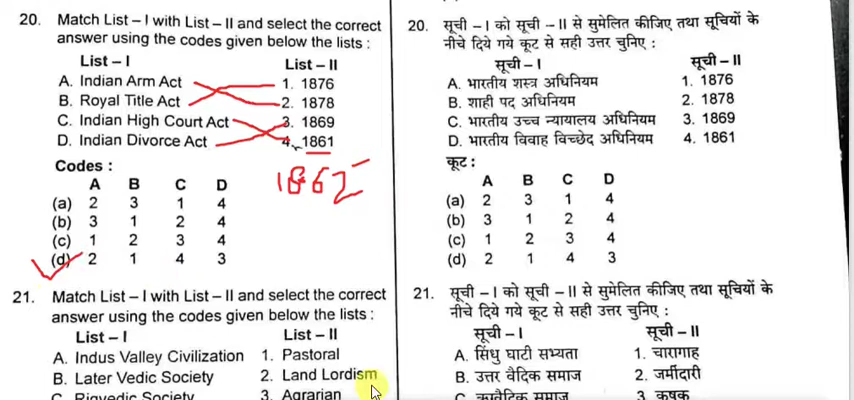 20. Match List – I with List – II and select the correct
answer using the codes given below the lists :
List – I List – II
A. Indian Arm Act 1. 1876
B. Royal Title Act 2. 1878
C. Indian High Court Act 3. 1869
D. Indian Divorce Act 4. 1861
Codes :
1862
A B C D
(a) 2 3 1 4
(b) 3 1 2 4
(c) 1 2 3 4
(d) 2 1 4 3
21. Match List – I with List – II and select the correct
answer using the codes given below the lists :
List – I List – II
A. Indus Valley Civilization 1. Pastoral
B. Later Vedic Society 2. Land Lordism
C. Rigvedic Society 3. Agrarian
20. सूची – I को सूची – II से सुमेलित कीजिए तथा सूचियों के
नीचे दिये गये कूट से सही उत्तर चुनिए :
सूची – I सूची – II
A. भारतीय शस्त्र अधिनियम 1. 1876
B. शाही पद अधिनियम 2. 1878
C. भारतीय उच्च न्यायालय अधिनियम 3. 1869
D. भारतीय विवाह विच्छेद अधिनियम 4. 1861
कूट :
A B C D
(a) 2 3 1 4
(b) 3 1 2 4
(c) 1 2 3 4
(d) 2 1 4 3
21. सूची – I को सूची – II से सुमेलित कीजिए तथा सूचियों के
नीचे दिये गये कूट से सही उत्तर चुनिए :
सूची – I सूची – II
A. सिंधु घाटी सभ्यता 1. चारागाह
B. उत्तर वैदिक समाज 2. जमींदारी
C. समाज 3. कृषक